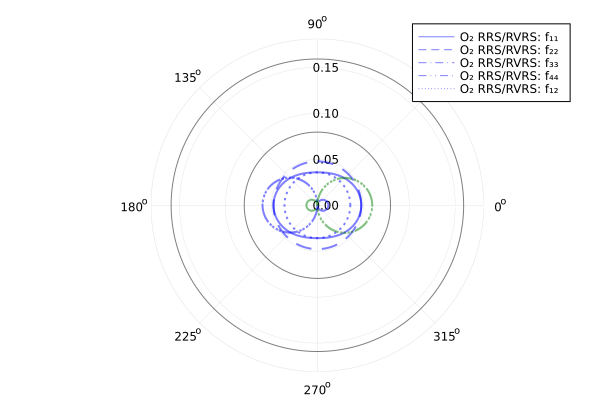 90°
O₂ RRS/RVRS: f₁₁
O₂ RRS/RVRS: f₂₂
O₂ RRS/RVRS: f₃₃
O₂ RRS/RVRS: f₄₄
O₂ RRS/RVRS: f₁₂
135°
0.15
0.10
0.05
180°
0.00
0°
225°
315°
270°